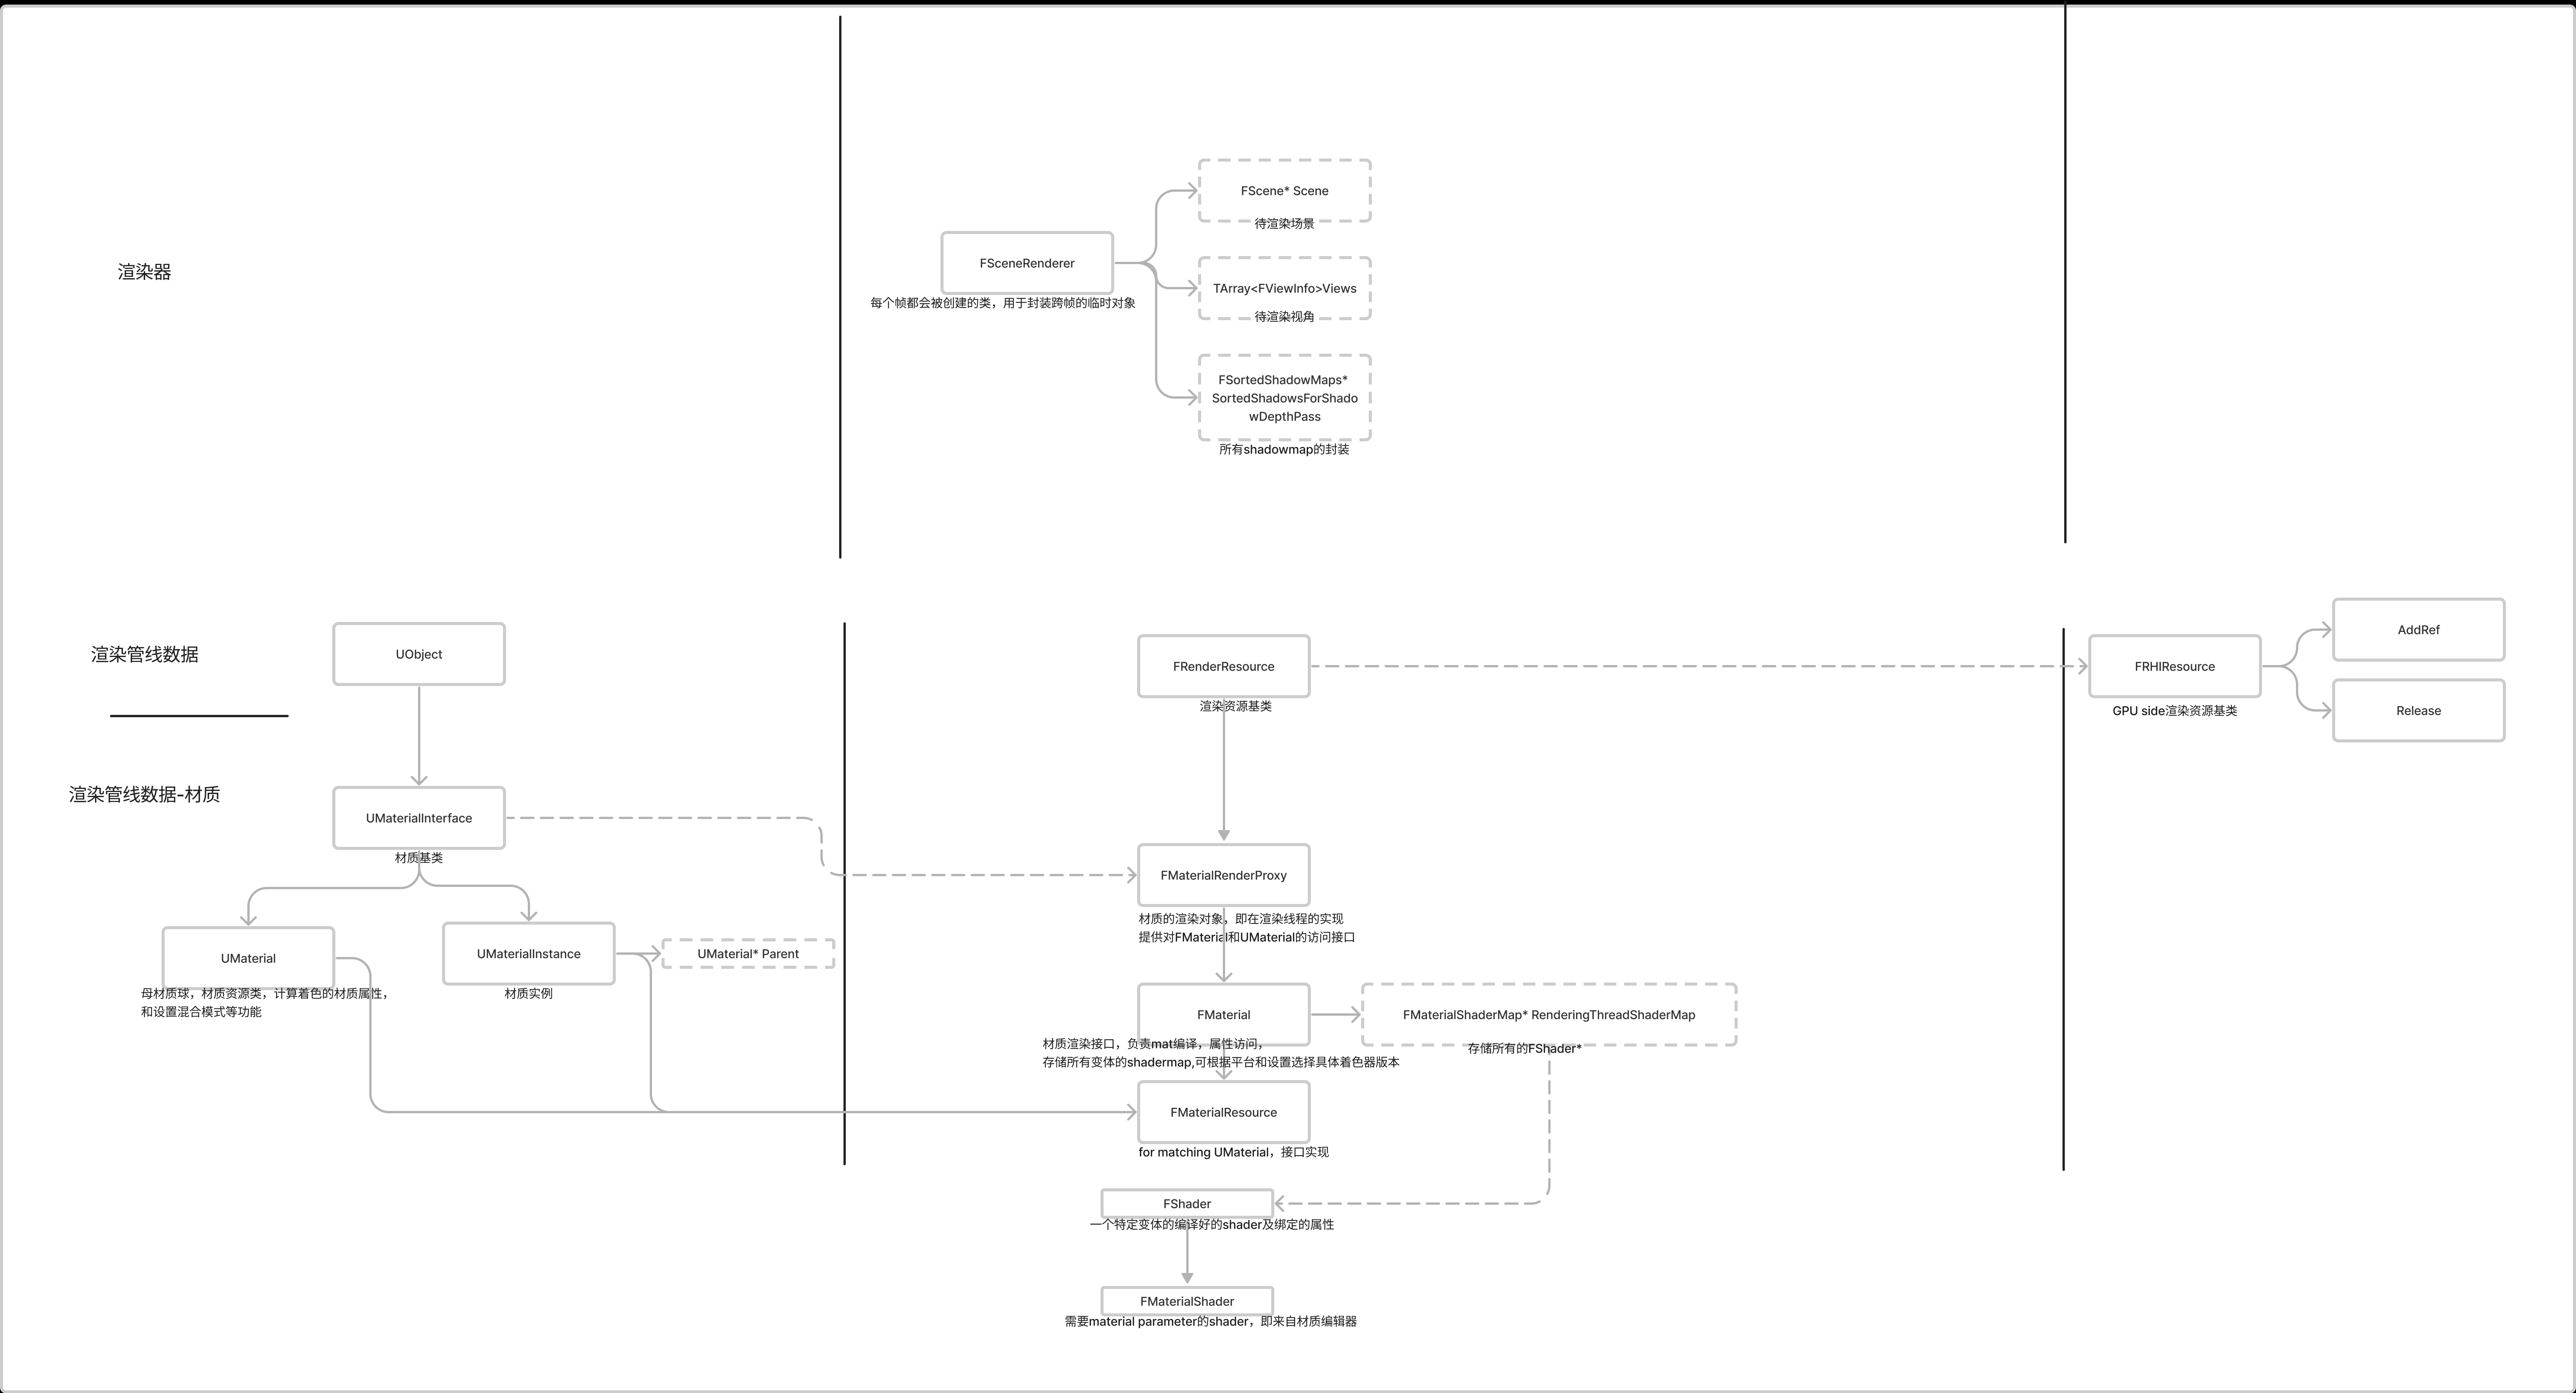 渲染器
FSceneRenderer
每个帧都会被创建的类，用于封装跨帧的临时对象
FScene* Scene
待渲染场景
TArray<FViewInfo>Views
待渲染视角
FSortedShadowMaps*
SortedShadowsForShado
wDepthPass
所有shadowmap的封装
渲染管线数据
UObject
FRenderResource
渲染资源基类
FRHIResource
GPU side渲染资源基类
AddRef
Release
渲染管线数据-材质
UMaterialInterface
材质基类
UMaterial
母材质球，材质资源类，计算着色的材质属性，
和设置混合模式等功能
UMaterialInstance
材质实例
UMaterial* Parent
FMaterialRenderProxy
材质的渲染对象，即在渲染线程的实现
提供对FMaterial和UMaterial的访问接口
FMaterial
材质渲染接口，负责mat编译，属性访问，
存储所有变体的shadermap,可根据平台和设置选择具体着色器版本
FMaterialShaderMap* RenderingThreadShaderMap
存储所有的FShader*
FMaterialResource
for matching UMaterial，接口实现
FShader
一个特定变体的编译好的shader及绑定的属性
FMaterialShader
需要material parameter的shader，即来自材质编辑器